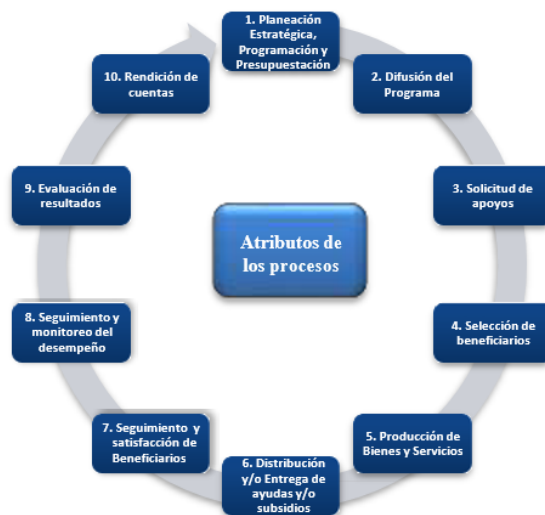 1. Planeación
Estratégica,
Programación y
Presupuestación
2. Difusión del
Programa
3. Solicitud de
apoyos
4. Selección de
beneficiarios
5. Producción de
Bienes y Servicios
6. Distribución
y/o Entrega de
ayudas y/o
subsidios
7. Seguimiento y
satisfacción de
Beneficiarios
8. Seguimiento y
monitoreo del
desempeño
9. Evaluación de
resultados
10. Rendición de
cuentas
Atributos de
los procesos